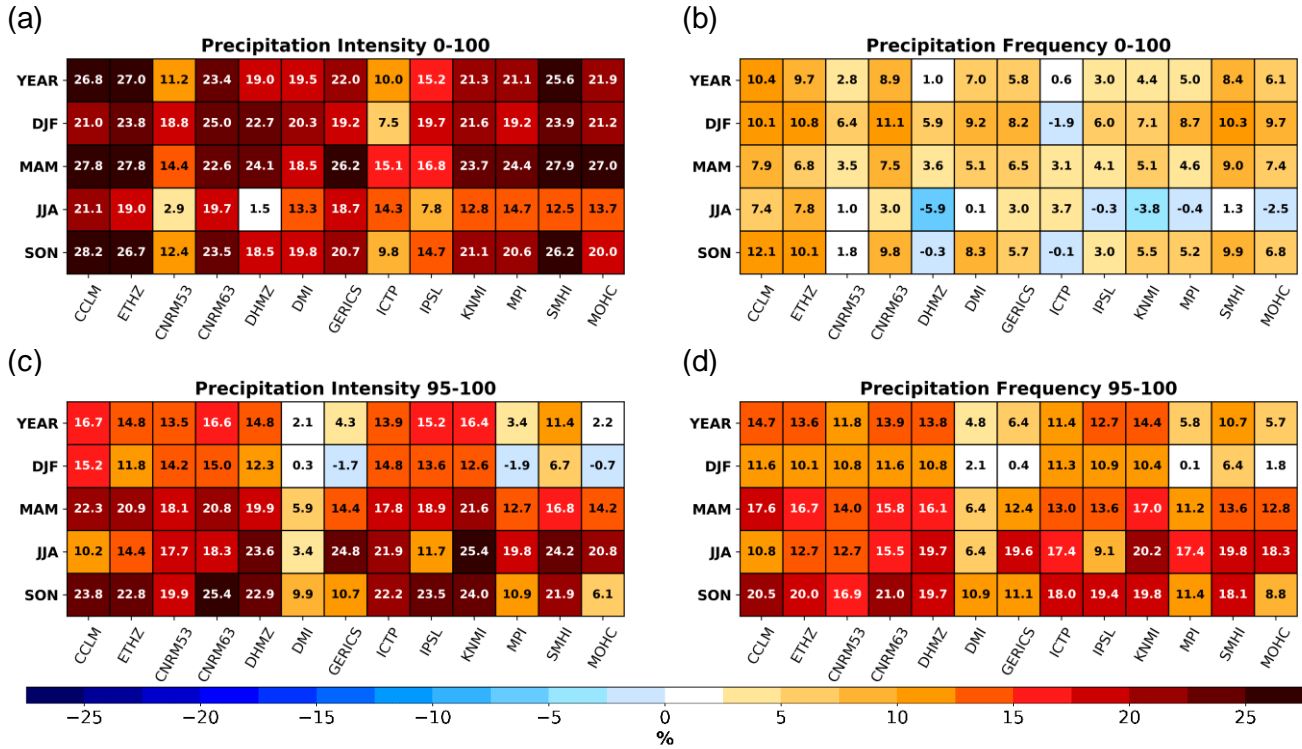 (a)
Precipitation Intensity 0-100
YEAR 26.8 27.0 11.2 23.4 19.0 19.5 22.0 10.0 15.2 21.3 21.1 25.6 21.9
DJF 21.0 23.8 18.8 25.0 22.7 20.3 19.2 7.5 19.7 21.6 19.2 23.9 21.2
MAM 27.8 27.8 14.4 22.6 24.1 18.5 26.2 15.1 16.8 23.7 24.4 27.9 27.0
JJA 21.1 19.0 2.9 19.7 1.5 13.3 18.7 14.3 7.8 12.8 14.7 12.5 13.7
SON 28.2 26.7 12.4 23.5 18.5 19.8 20.7 9.8 14.7 21.1 20.6 26.2 20.0
CCLM ETHZ CNRM53 CNRM63 DHMZ DMI GERICS ICTP IPSL KNMI MPI SMHI MOHC
(b)
Precipitation Frequency 0-100
YEAR 10.4 9.7 2.8 8.9 1.0 7.0 5.8 0.6 3.0 4.4 5.0 8.4 6.1
DJF 10.1 10.8 6.4 11.1 5.9 9.2 8.2 -1.9 6.0 7.1 8.7 10.3 9.7
MAM 7.9 6.8 3.5 7.5 3.6 5.1 6.5 3.1 4.1 5.1 4.6 9.0 7.4
JJA 7.4 7.8 1.0 3.0 -5.9 0.1 3.0 3.7 -0.3 -3.8 -0.4 1.3 -2.5
SON 12.1 10.1 1.8 9.8 -0.3 8.3 5.7 -0.1 3.0 5.5 5.2 9.9 6.8
CCLM ETHZ CNRM53 CNRM63 DHMZ DMI GERICS ICTP IPSL KNMI MPI SMHI MOHC
(c)
Precipitation Intensity 95-100
YEAR 16.7 14.8 13.5 16.6 14.8 2.1 4.3 13.9 15.2 16.4 3.4 11.4 2.2
DJF 15.2 11.8 14.2 15.0 12.3 0.3 -1.7 14.8 13.6 12.6 -1.9 6.7 -0.7
MAM 22.3 20.9 18.1 20.8 19.9 5.9 14.4 17.8 18.9 21.6 12.7 16.8 14.2
JJA 10.2 14.4 17.7 18.3 23.6 3.4 24.8 21.9 11.7 25.4 19.8 24.2 20.8
SON 23.8 22.8 19.9 25.4 22.9 9.9 10.7 22.2 23.5 24.0 10.9 21.9 6.1
CCLM ETHZ CNRM53 CNRM63 DHMZ DMI GERICS ICTP IPSL KNMI MPI SMHI MOHC
(d)
Precipitation Frequency 95-100
YEAR 14.7 13.6 11.8 13.9 13.8 4.8 6.4 11.4 12.7 14.4 5.8 10.7 5.7
DJF 11.6 10.1 10.8 11.6 10.8 2.1 0.4 11.3 10.9 10.4 0.1 6.4 1.8
MAM 17.6 16.7 14.0 15.8 16.1 6.4 12.4 13.0 13.6 17.0 11.2 13.6 12.8
JJA 10.8 12.7 12.7 15.5 19.7 6.4 19.6 17.4 9.1 20.2 17.4 19.8 18.3
SON 20.5 20.0 16.9 21.0 19.7 10.9 11.1 18.0 19.4 19.8 11.4 18.1 8.8
CCLM ETHZ CNRM53 CNRM63 DHMZ DMI GERICS ICTP IPSL KNMI MPI SMHI MOHC
−25 −20 −15 −10 −5 0 5 10 15 20 25
%